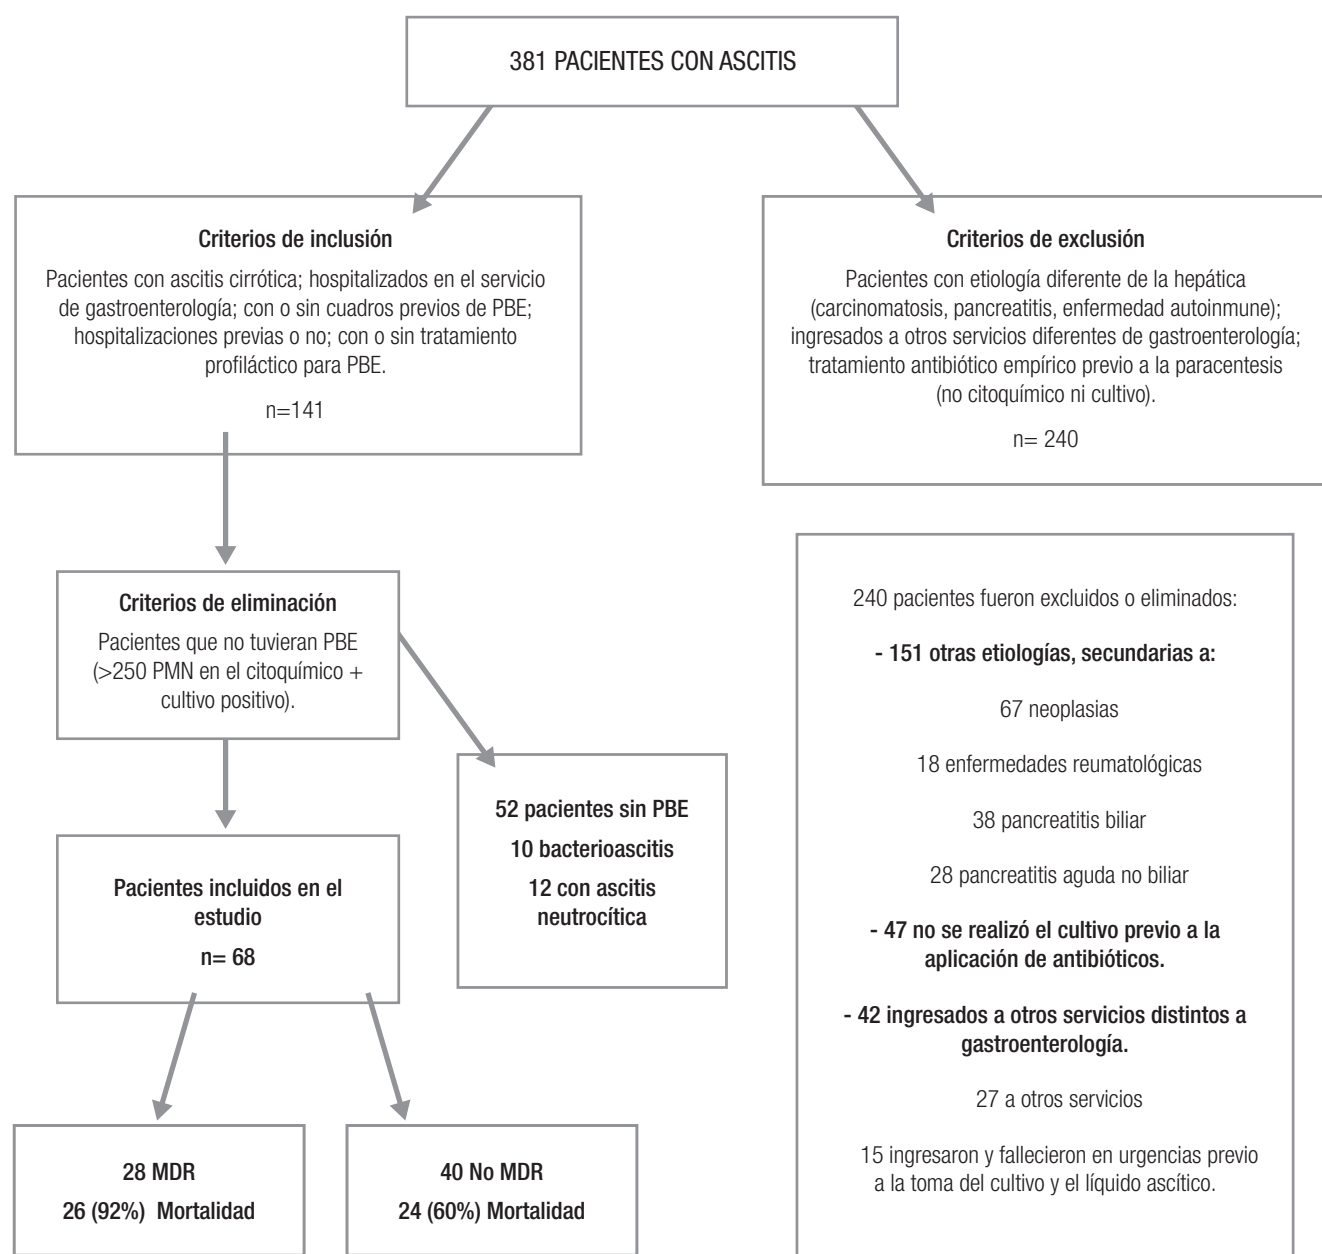 381 PACIENTES CON ASCITIS
Criterios de inclusión
Pacientes con ascitis cirrótica; hospitalizados en el servicio
de gastroenterología; con o sin cuadros previos de PBE;
hospitalizaciones previas o no; con o sin tratamiento
profiláctico para PBE.
n=141
Criterios de exclusión
Pacientes con etiología diferente de la hepática
(carcinomatosis, pancreatitis, enfermedad autoinmune);
ingresados a otros servicios diferentes de gastroenterología;
tratamiento antibiótico empírico previo a la paracentesis
(no citoquímico ni cultivo).
n= 240
Criterios de eliminación
Pacientes que no tuvieran PBE
(>250 PMN en el citoquímico +
cultivo positivo).
52 pacientes sin PBE
10 bacterioascitis
12 con ascitis
neutrocítica
Pacientes incluidos en el
estudio
n= 68
28 MDR
26 (92%) Mortalidad
40 No MDR
24 (60%) Mortalidad
240 pacientes fueron excluidos o eliminados:
- 151 otras etiologías, secundarias a:
67 neoplasias
18 enfermedades reumatológicas
38 pancreatitis biliar
28 pancreatitis aguda no biliar
- 47 no se realizó el cultivo previo a la
aplicación de antibióticos.
- 42 ingresados a otros servicios distintos a
gastroenterología.
27 a otros servicios
15 ingresaron y fallecieron en urgencias previo
a la toma del cultivo y el líquido ascítico.